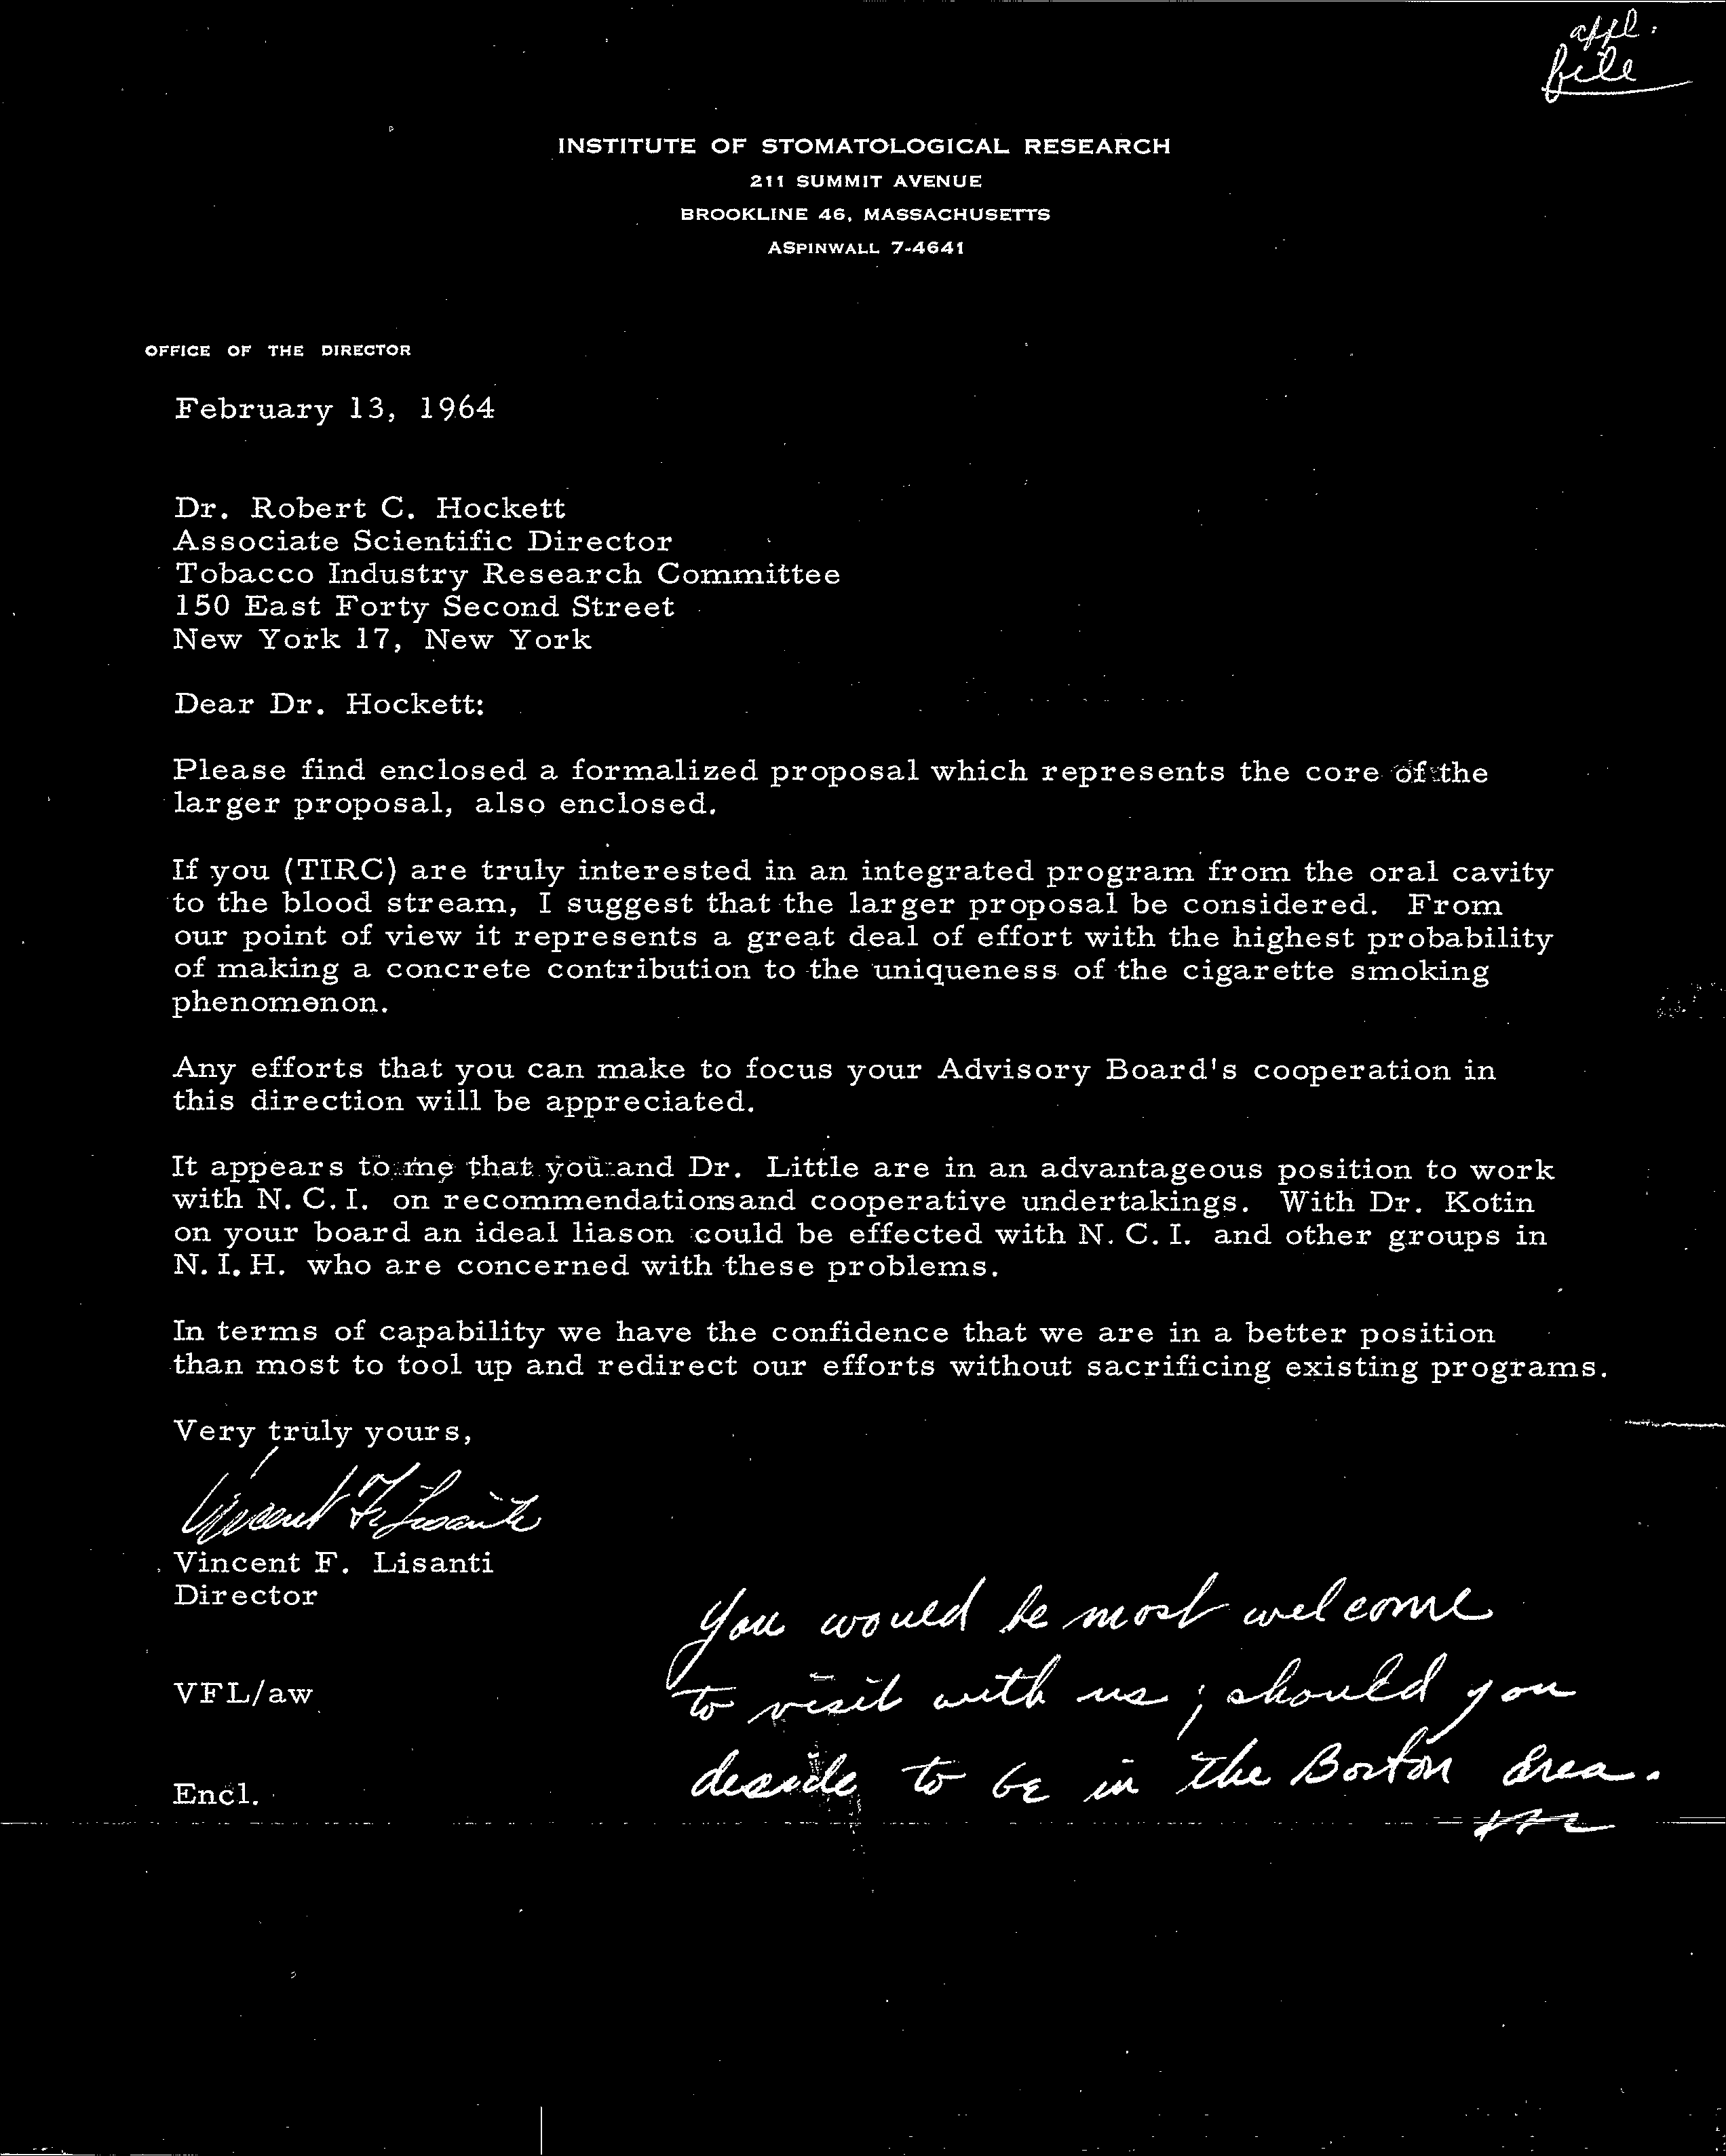 appl.
file
INSTITUTE OF STOMATOLOGICAL RESEARCH
211 SUMMIT AVENUE
BROOKLINE 46, MASSACHUSETTS
ASPINWALL 7-4641
OFFICE OF THE DIRECTOR
February 13, 1964
Dr. Robert C. Hockett
Associate Scientific Director
Tobacco Industry Research Committee
150 East Forty Second Street
New York 17, New York
Dear Dr. Hockett:
Please find enclosed a formalized proposal which represents the core of the
larger proposal, also enclosed.
If you (TIRC) are truly interested in an integrated program from the oral cavity
to the blood stream, I suggest that the larger proposal be considered. From
our point of view it represents a great deal of effort with the highest probability
of making a concrete contribution to the uniqueness of the cigarette smoking
phenomenon.
Any efforts that you can make to focus your Advisory Board's cooperation in
this direction will be appreciated.
It appears to me that you and Dr. Little are in an advantageous position to work
with N. C. I. on recommendationsand cooperative undertakings. With Dr. Kotin
on your board an ideal liason could be effected with N. C. I. and other groups in
N. I. H. who are concerned with these problems.
In terms of capability we have the confidence that we are in a better position
than most to tool up and redirect our efforts without sacrificing existing programs.
Very truly yours,
Vincent F. Lisanti
Vincent F. Lisanti
Director
You would be most welcome
VFL/aw
to visit with us; should you
decide to be in the Boston area.
Encl.